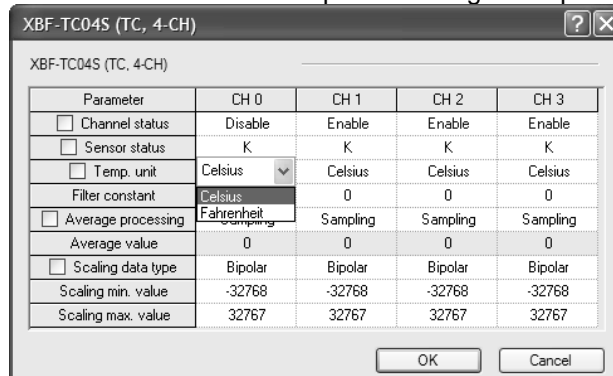 XBF-TC04S (TC, 4-CH)
XBF-TC04S (TC, 4-CH)
Parameter CH 0 CH 1 CH 2 CH 3
Channel status Disable Enable Enable Enable
Sensor status K K K K
Temp. unit Celsius Celsius Celsius Celsius
Filter constant Celsius 0 0 0
Fahrenheit
Average processing Sampling Sampling Sampling Sampling
Average value 0 0 0 0
Scaling data type Bipolar Bipolar Bipolar Bipolar
Scaling min. value -32768 -32768 -32768 -32768
Scaling max. value 32767 32767 32767 32767
OK Cancel